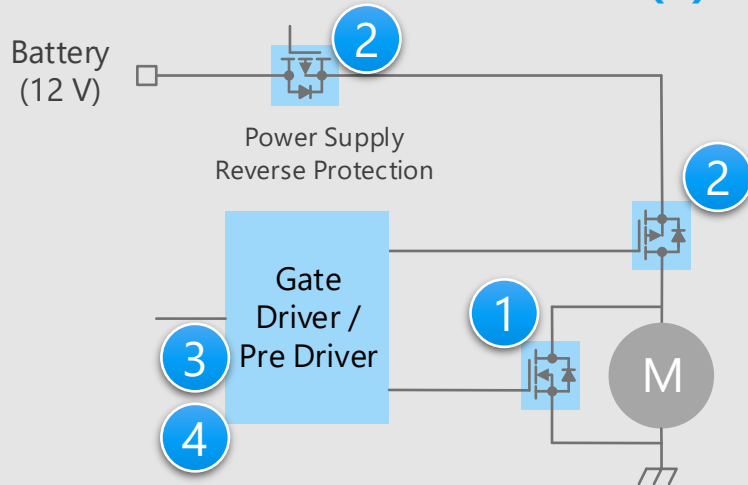 2
Battery
(12 V)
Power Supply
Reverse Protection
2
Gate
Driver /
Pre Driver
1
3
4
M